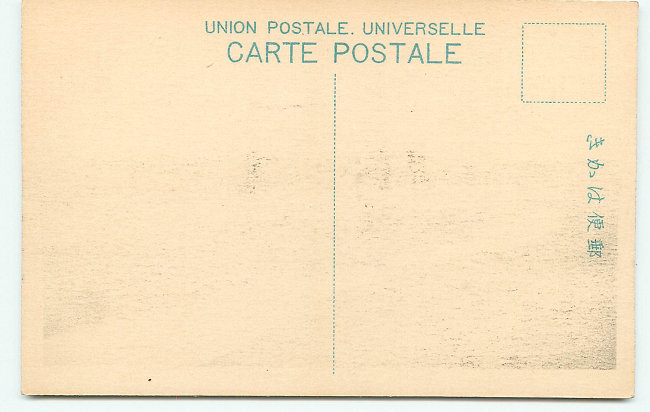 UNION POSTALE. UNIVERSELLE
CARTE POSTALE
郵便はかき